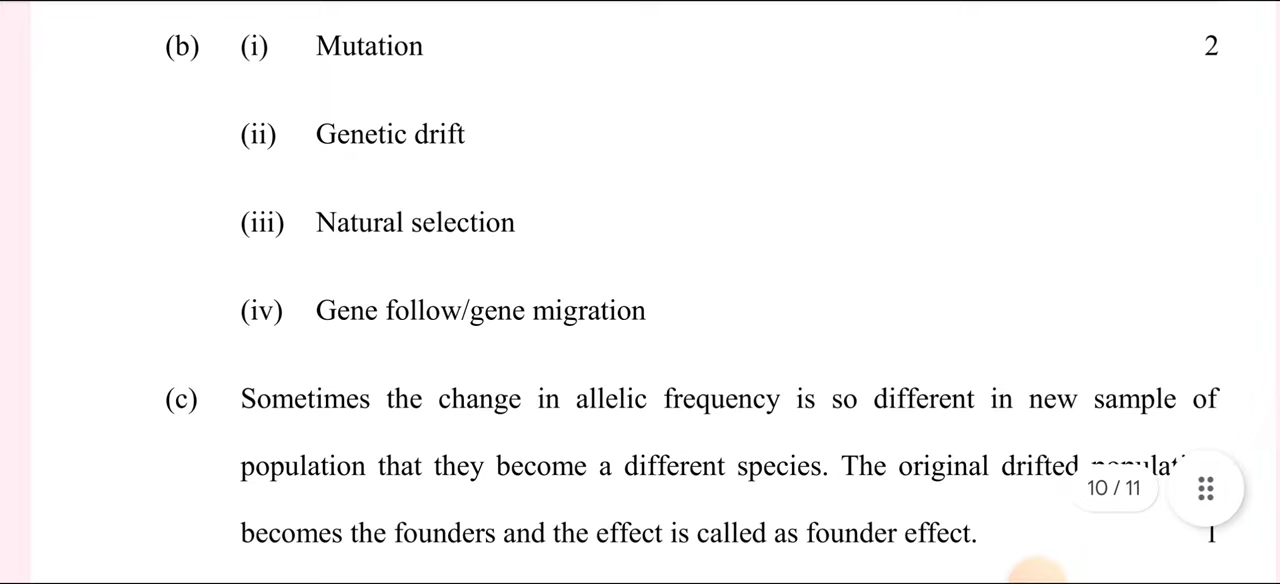 (b) (i) Mutation 2
(ii) Genetic drift
(iii) Natural selection
(iv) Gene follow/gene migration
(c) Sometimes the change in allelic frequency is so different in new sample of
population that they become a different species. The original drifted
10 / 11
becomes the founders and the effect is called as founder effect. 1